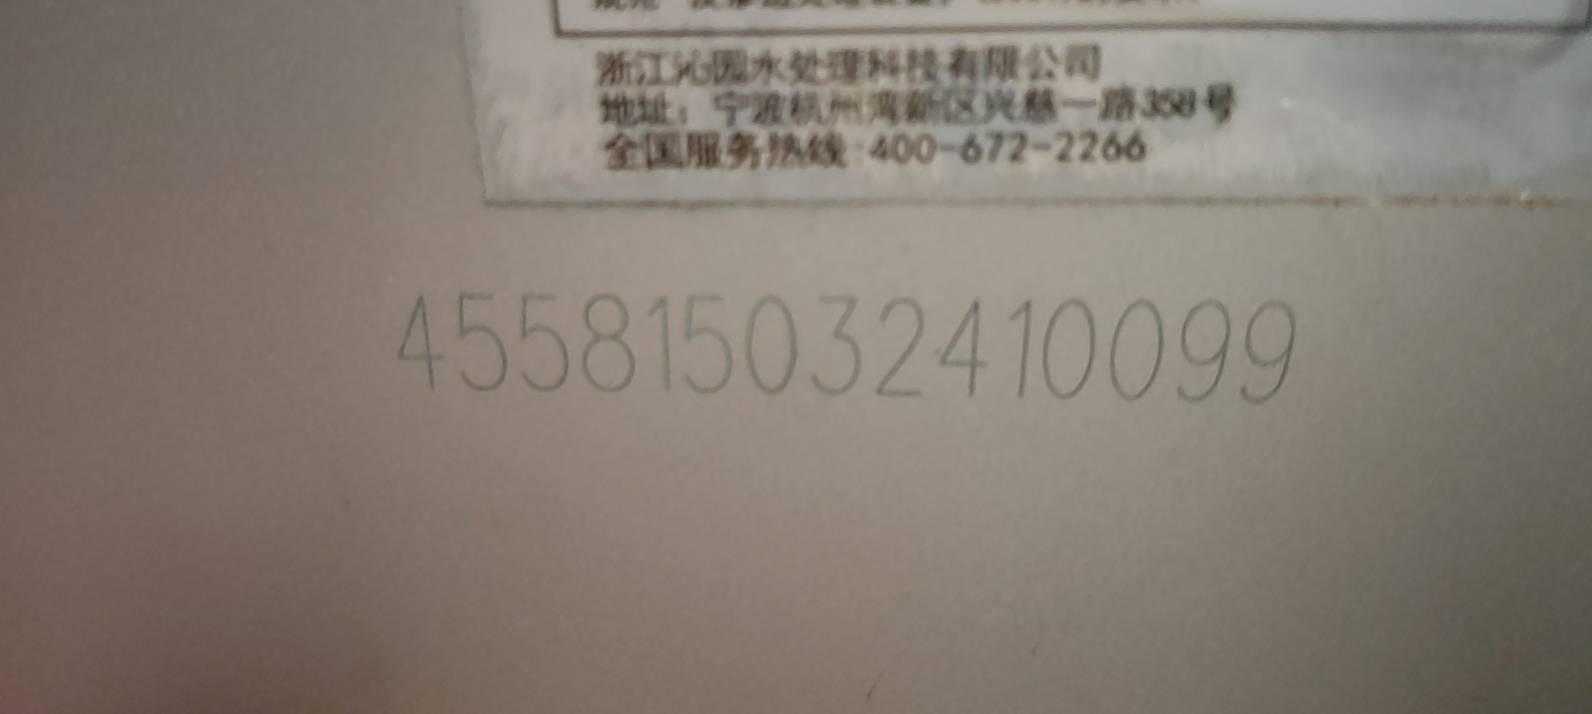 浙江沁园水处理科技有限公司
地址：宁波杭州湾新区兴慈一路358号
全国服务热线:400-672-2266
455815032410099